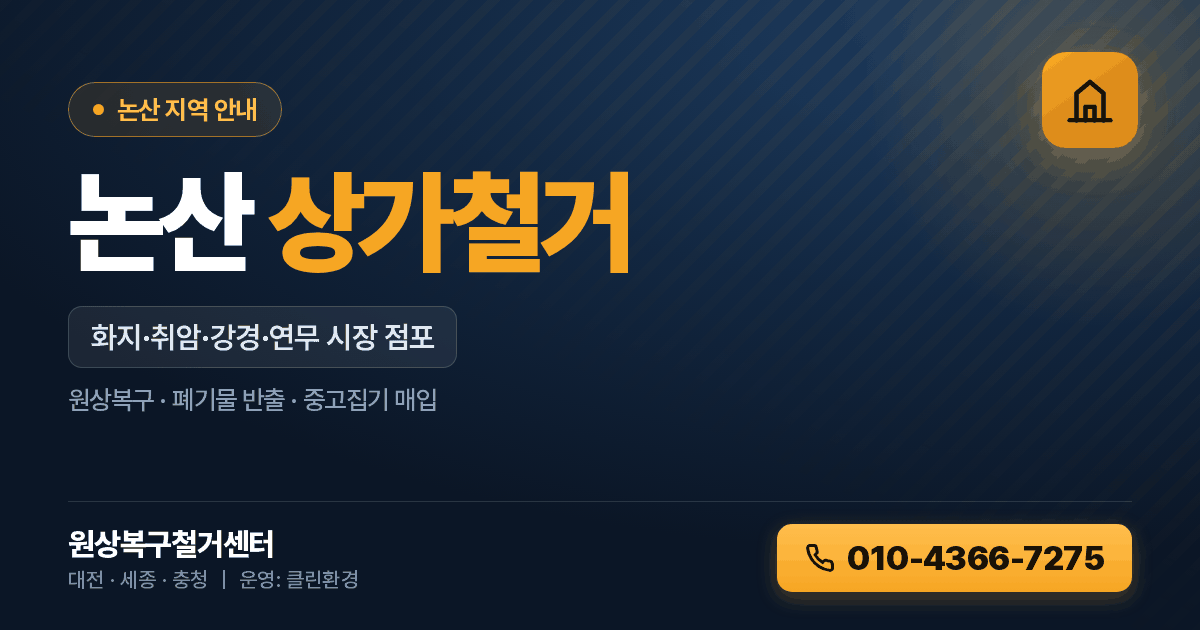 논산 지역 안내
논산 상가철거
화지·취암·강경·연무 시장 점포
원상복구 · 폐기물 반출 · 중고집기 매입
원상복구철거센터
대전 · 세종 · 충청 | 운영: 클린환경
010-4366-7275